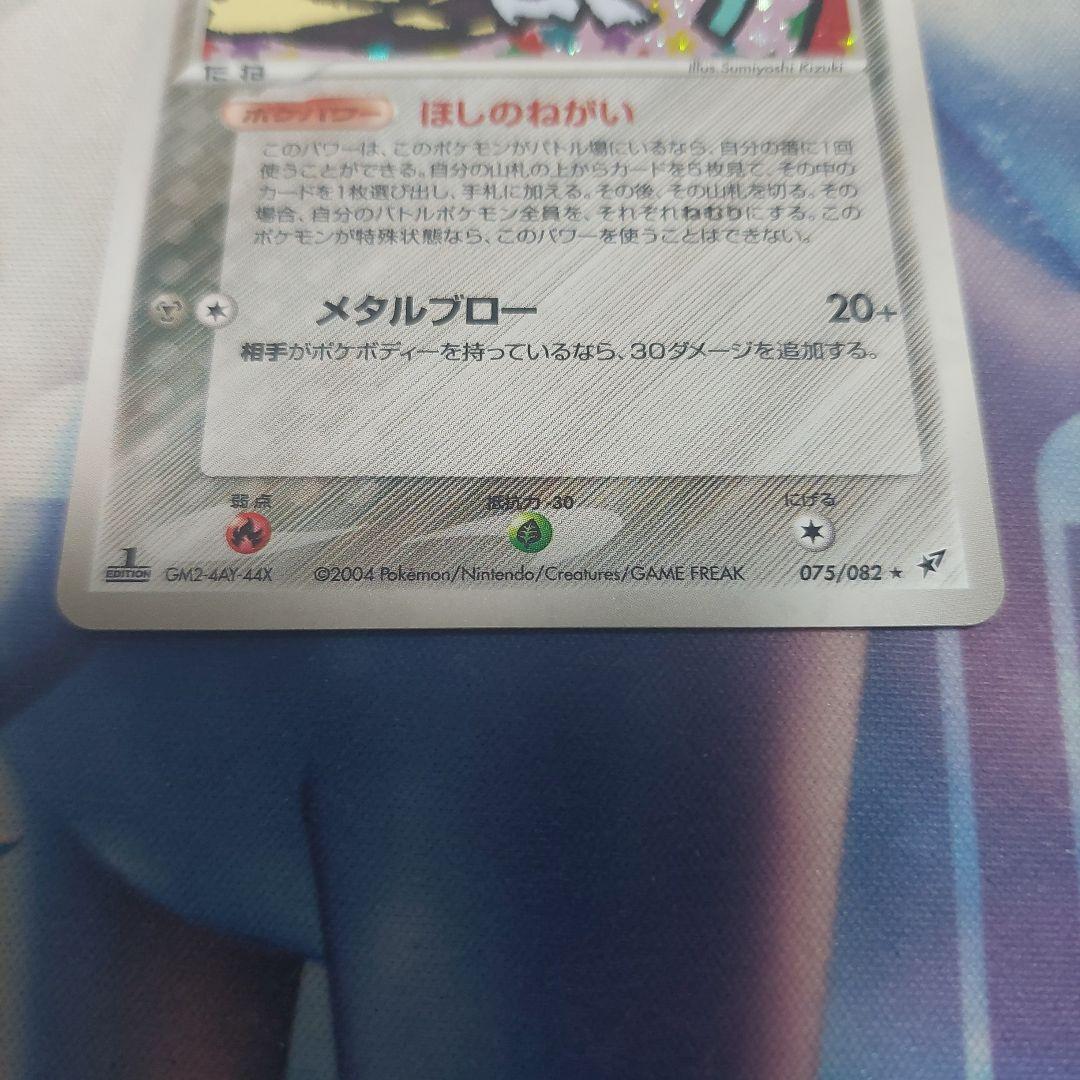 たね
illus. Sumiyoshi Kizuki
ポケパワー ほしのねがい
このパワーは、このポケモンがバトル場にいるなら、自分の番に1回
使うことができる。自分の山札の上からカードを5枚見て、その中の
カードを1枚選び出し、手札に加える。その後、その山札を切る。その
場合、自分のバトルポケモン全員を、それぞれねむりにする。この
ポケモンが特殊状態なら、このパワーを使うことはできない。
メタルブロー 20+
相手がポケボディーを持っているなら、30ダメージを追加する。
弱点 抵抗力 -30 にげる
1 EDITION GM2-4AY-44X ©2004 Pokémon/Nintendo/Creatures/GAME FREAK 075/082 ★